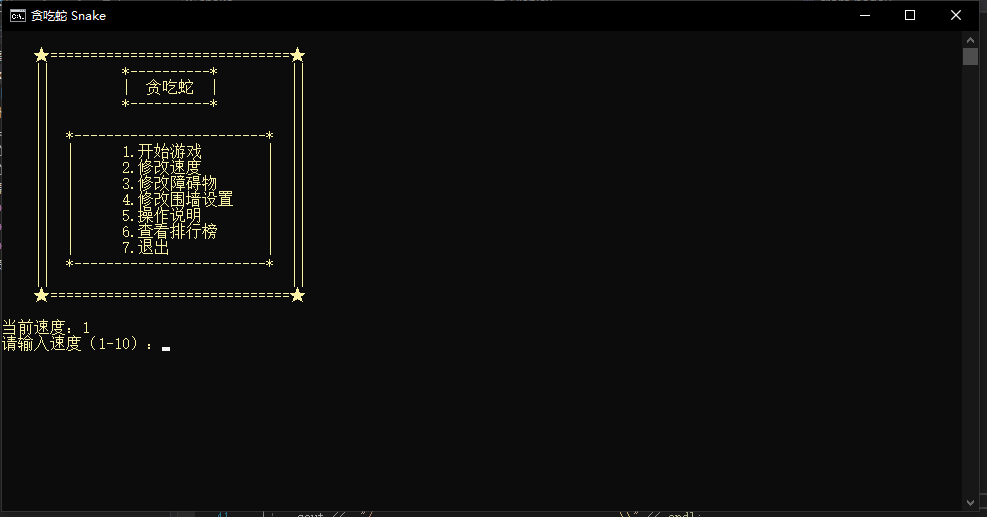 贪吃蛇 Snake
★==============================★
*----------*
| 贪吃蛇 |
*----------*
*------------------------*
1.开始游戏
2.修改速度
3.修改障碍物
4.修改围墙设置
5.操作说明
6.查看排行榜
7.退出
*------------------------*
★==============================★
当前速度：1
请输入速度（1-10）：